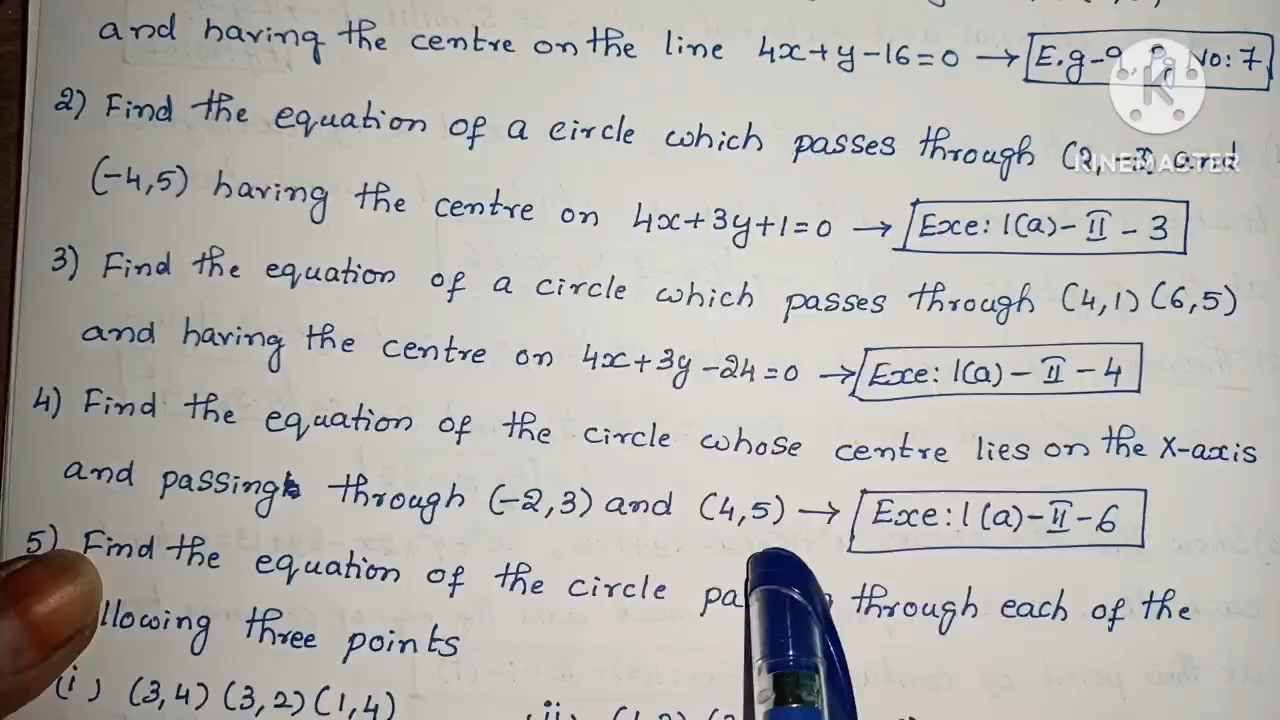 and having the centre on the line 4x+y-16=0 → E.g-9, Pg No: 7
2) Find the equation of a circle which passes through (2, and
(-4,5) having the centre on 4x+3y+1=0 → Exe: 1(a)-II-3
3) Find the equation of a circle which passes through (4,1) (6,5)
and having the centre on 4x+3y-24=0 → Exe: 1(a)-II-4
4) Find the equation of the circle whose centre lies on the X-axis
and passing through (-2,3) and (4,5) → Exe: 1(a)-II-6
5) Find the equation of the circle pa through each of the
llowing three points
(i) (3,4) (3,2) (1,4)
K
KINEMASTER